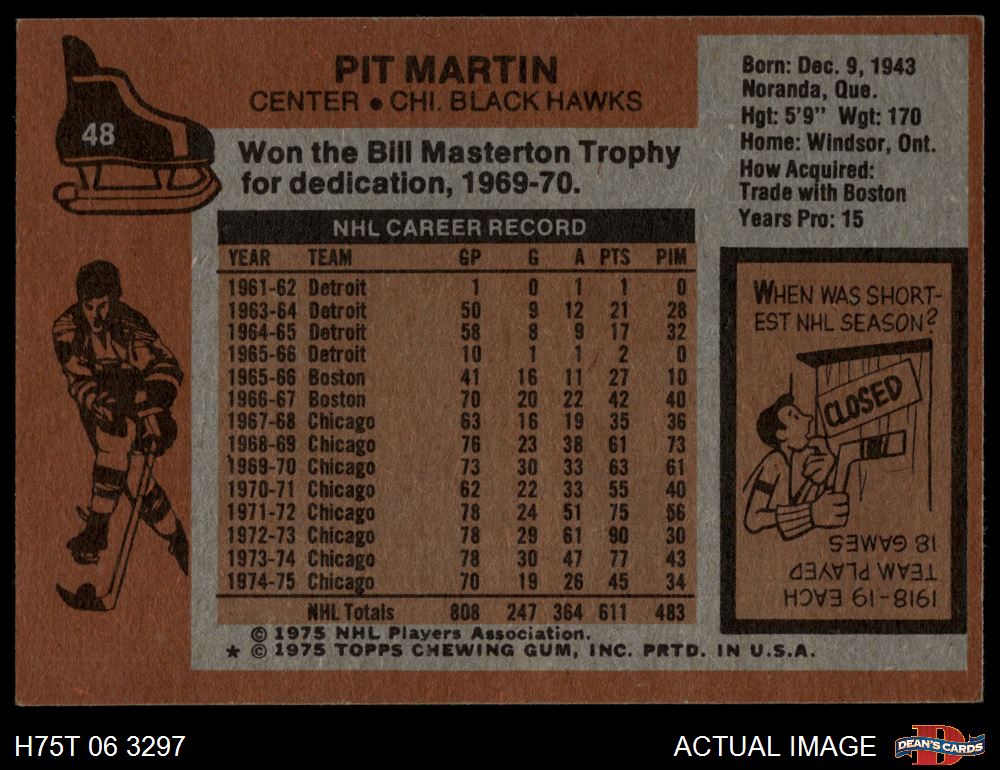 48
PIT MARTIN
CENTER ● CHI. BLACK HAWKS
Won the Bill Masterton Trophy
for dedication, 1969-70.
NHL CAREER RECORD
YEAR TEAM GP G A PTS PIM
1961-62 Detroit 1 0 1 1 0
1963-64 Detroit 50 9 12 21 28
1964-65 Detroit 58 8 9 17 32
1965-66 Detroit 10 1 1 2 0
1965-66 Boston 41 16 11 27 10
1966-67 Boston 70 20 22 42 40
1967-68 Chicago 63 16 19 35 36
1968-69 Chicago 76 23 38 61 73
1969-70 Chicago 73 30 33 63 61
1970-71 Chicago 62 22 33 55 40
1971-72 Chicago 78 24 51 75 56
1972-73 Chicago 78 29 61 90 30
1973-74 Chicago 78 30 47 77 43
1974-75 Chicago 70 19 26 45 34
NHL Totals 808 247 364 611 483
© 1975 NHL Players Association.
★ © 1975 TOPPS CHEWING GUM, INC. PRTD. IN U.S.A.
Born: Dec. 9, 1943
Noranda, Que.
Hgt: 5'9" Wgt: 170
Home: Windsor, Ont.
How Acquired:
Trade with Boston
Years Pro: 15
WHEN WAS SHORT-
EST NHL SEASON?
CLOSED
1918-19 EACH
TEAM PLAYED
18 GAMES
H75T 06 3297
ACTUAL IMAGE
D
DEAN'S CARDS